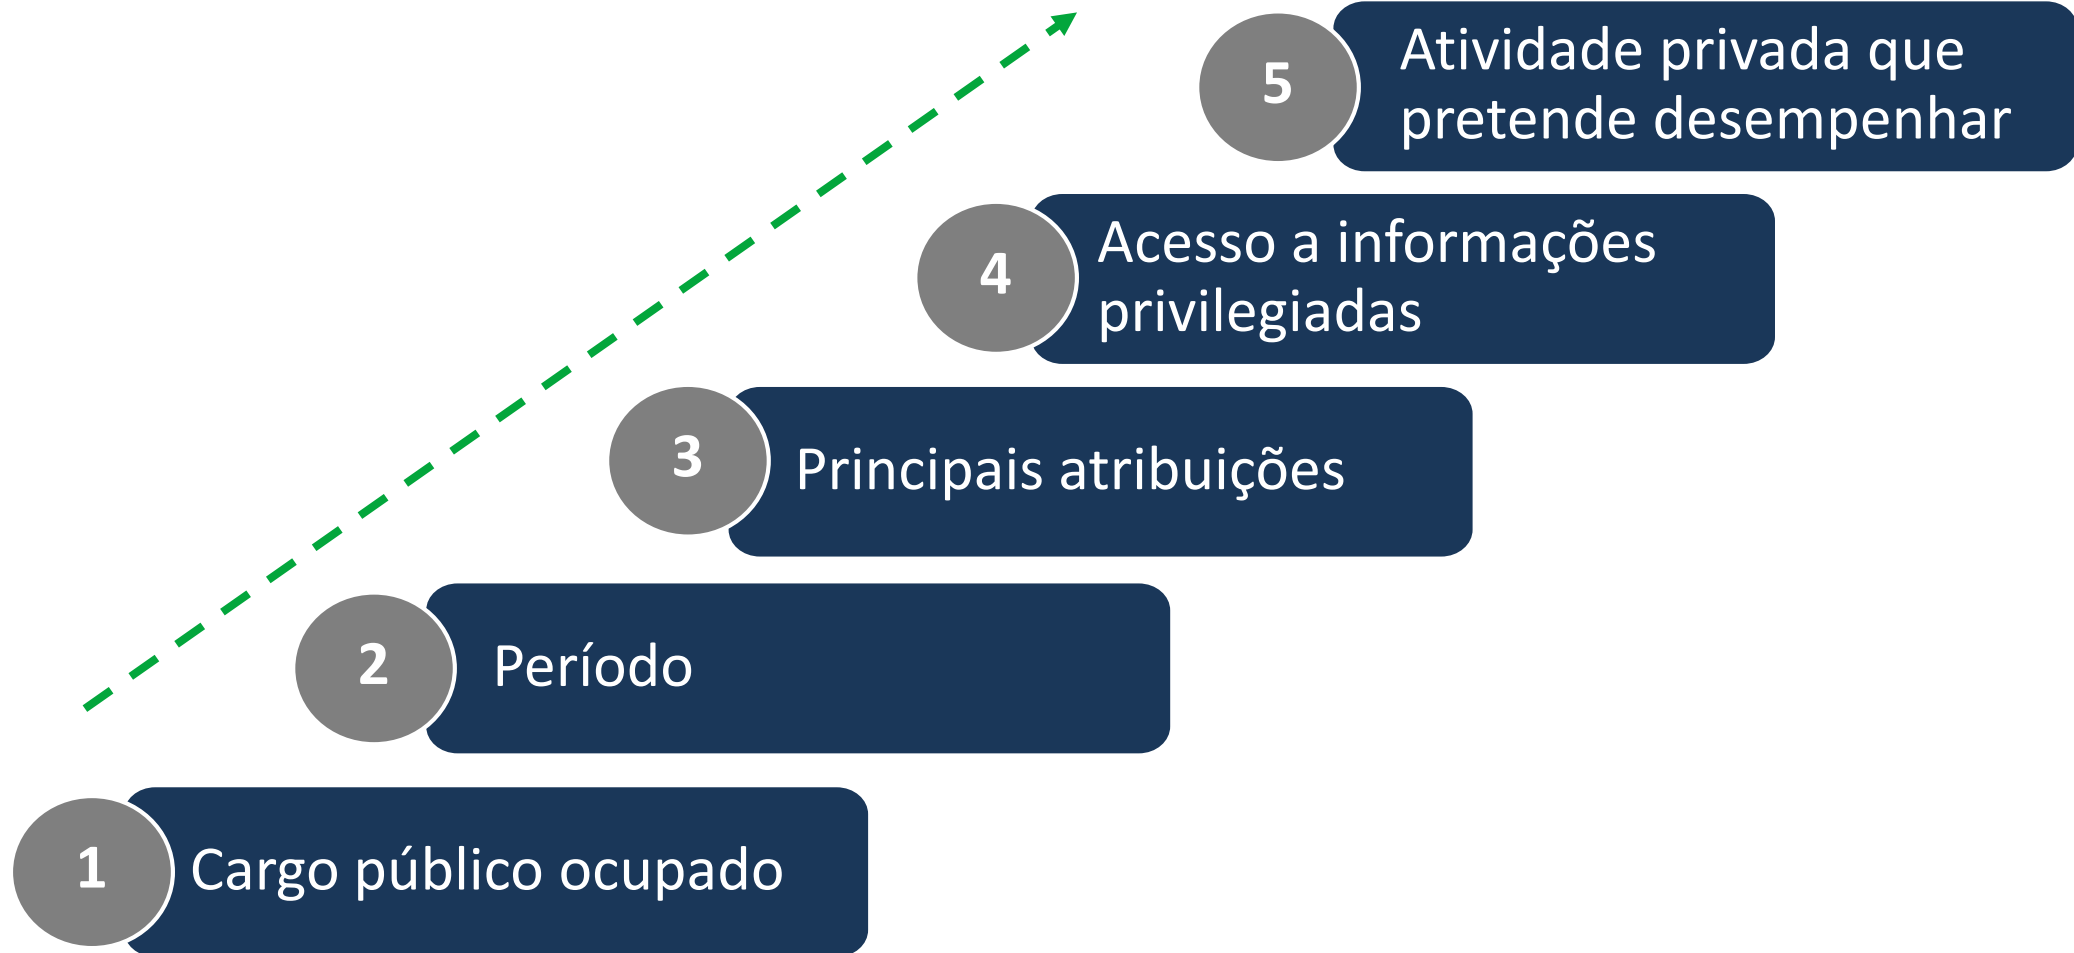 5
Atividade privada que
pretende desempenhar
4
Acesso a informações
privilegiadas
3
Principais atribuições
2
Período
1
Cargo público ocupado